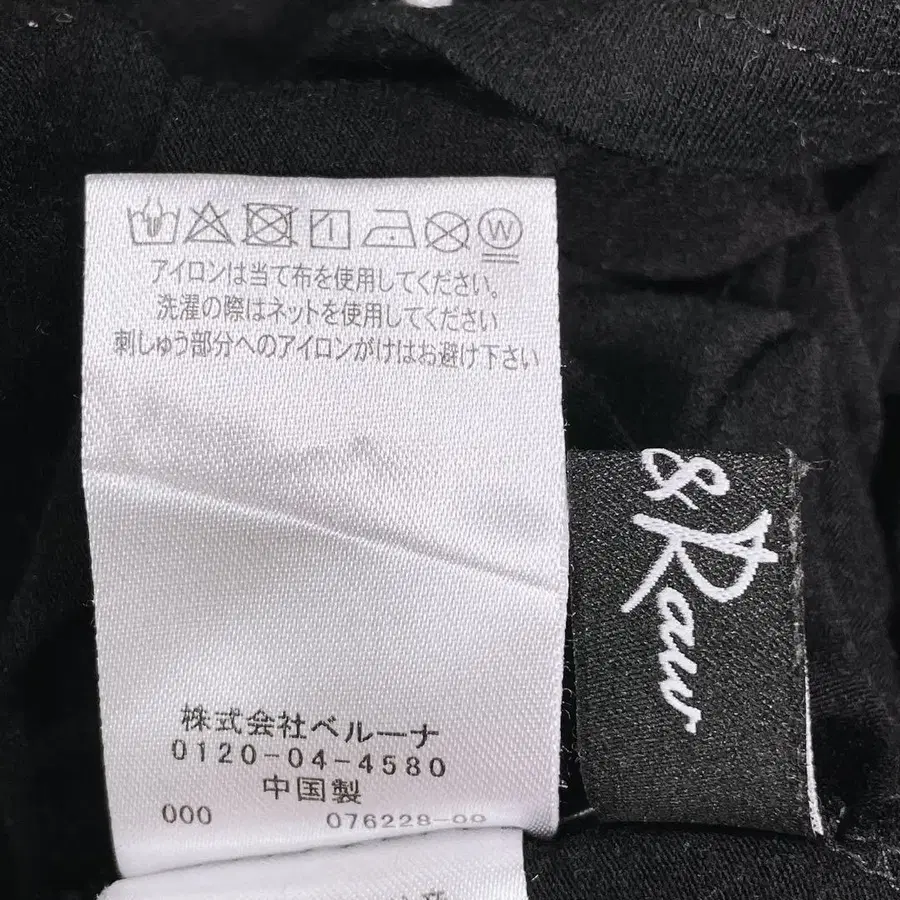 アイロンは当て布を使用してください。
洗濯の際はネットを使用してください
刺しゅう部分へのアイロンがけはお避け下さい
株式会社ベルーナ
0120-04-4580
中国製
000 076228-09
& Raw